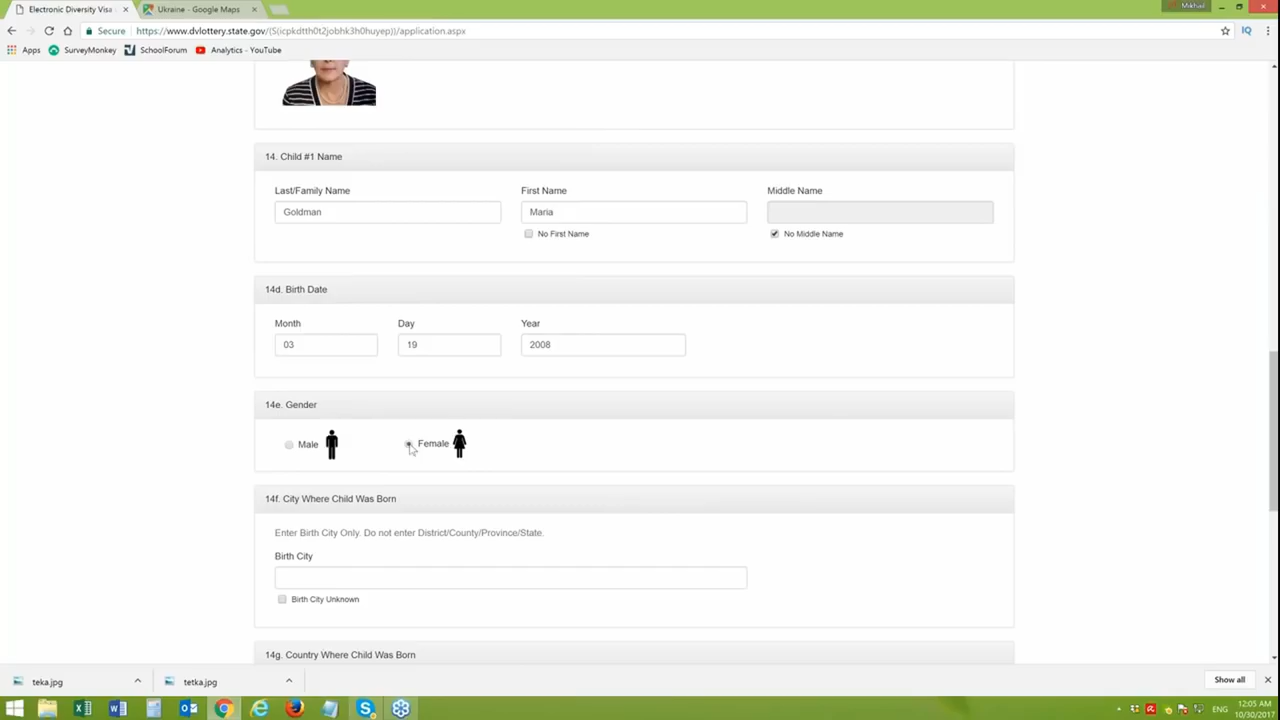 Electronic Diversity Visa
Ukraine - Google Maps
Mikhail
Secure
https://www.dvlottery.state.gov/(S(icpkdtth0t2jobhk3h0huyep))/application.aspx
Apps
SurveyMonkey
SchoolForum
Analytics - YouTube
14. Child #1 Name
Last/Family Name
First Name
Middle Name
Goldman
Maria
No First Name
No Middle Name
14d. Birth Date
Month
Day
Year
03
19
2008
14e. Gender
Male
Female
14f. City Where Child Was Born
Enter Birth City Only. Do not enter District/County/Province/State.
Birth City
Birth City Unknown
14g. Country Where Child Was Born
teka.jpg
tetka.jpg
Show all
ENG
12:05 AM
10/30/2017